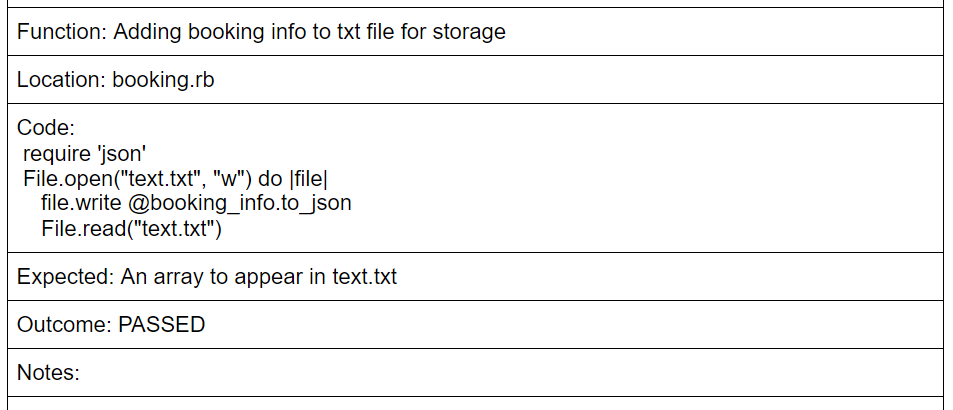 Function: Adding booking info to txt file for storage
Location: booking.rb
Code:
require 'json'
File.open("text.txt", "w") do |file|
file.write @booking_info.to_json
File.read("text.txt")
Expected: An array to appear in text.txt
Outcome: PASSED
Notes: